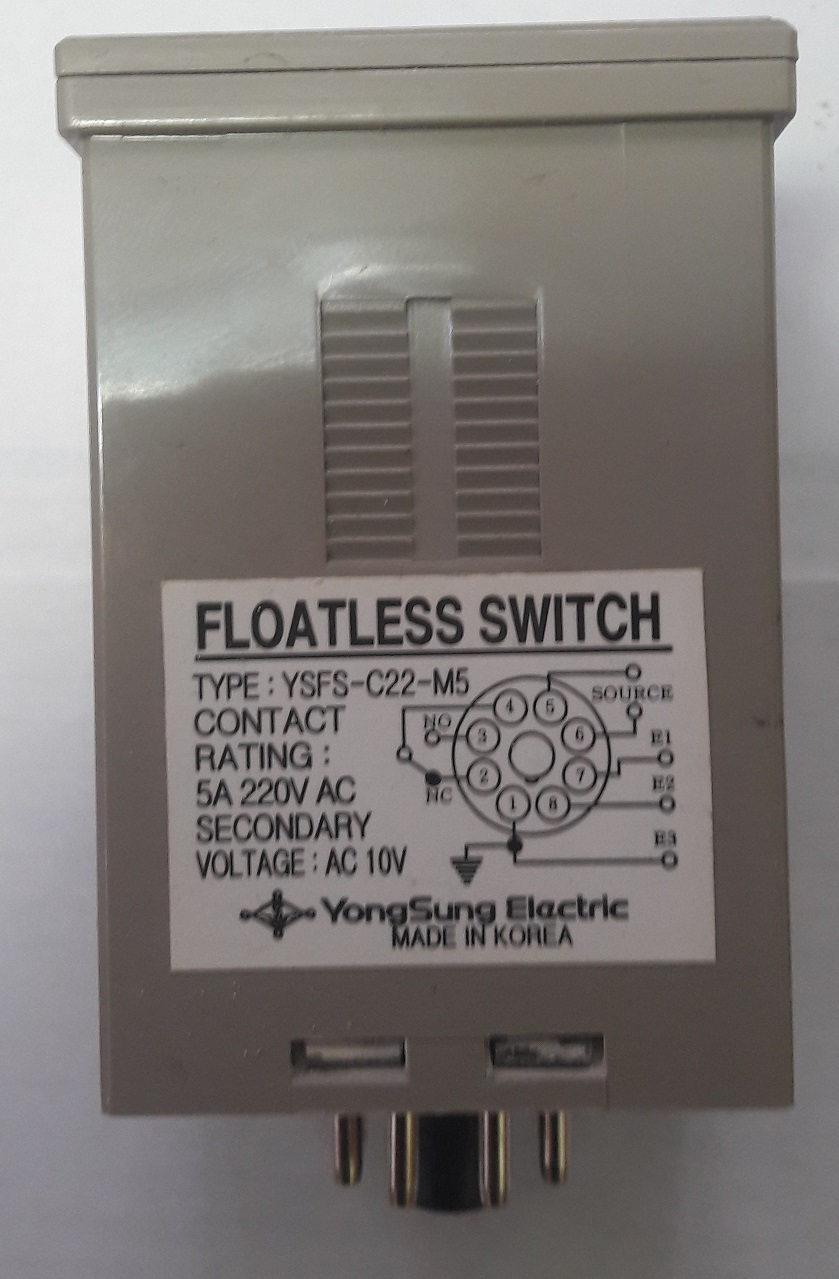 FLOATLESS SWITCH
TYPE : YSFS-C22-M5
CONTACT
RATING :
5A 220V AC
SECONDARY
VOLTAGE : AC 10V
4 5
SOURCE
NO 3 6
E1
2 7
NC
E2
1 8
E3
YongSung Electric
MADE IN KOREA